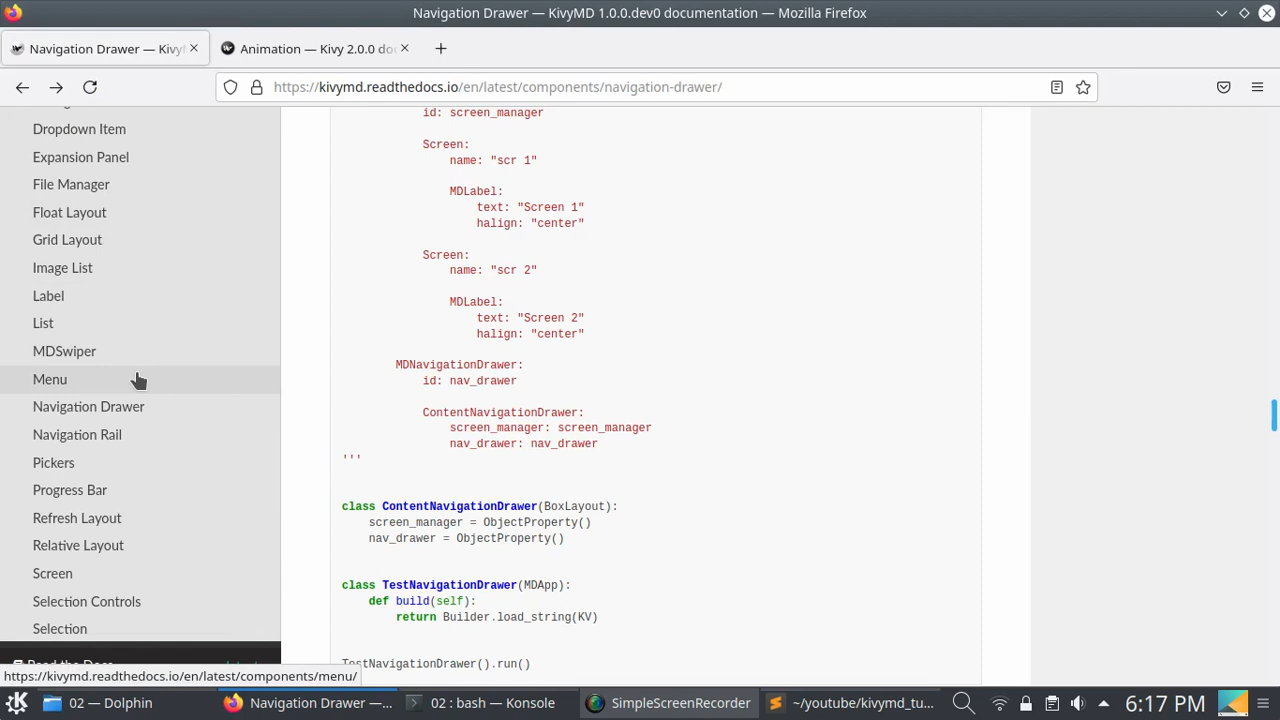 Navigation Drawer — KivyMD 1.0.0.dev0 documentation — Mozilla Firefox
Navigation Drawer — Kivy
Animation — Kivy 2.0.0 do
https://kivymd.readthedocs.io/en/latest/components/navigation-drawer/
Dropdown Item
Expansion Panel
File Manager
Float Layout
Grid Layout
Image List
Label
List
MDSwiper
Menu
Navigation Drawer
Navigation Rail
Pickers
Progress Bar
Refresh Layout
Relative Layout
Screen
Selection Controls
Selection
Read the Docs
https://kivymd.readthedocs.io/en/latest/components/menu/
id: screen_manager
Screen:
name: "scr 1"
MDLabel:
text: "Screen 1"
halign: "center"
Screen:
name: "scr 2"
MDLabel:
text: "Screen 2"
halign: "center"
MDNavigationDrawer:
id: nav_drawer
ContentNavigationDrawer:
screen_manager: screen_manager
nav_drawer: nav_drawer
'''
class ContentNavigationDrawer(BoxLayout):
screen_manager = ObjectProperty()
nav_drawer = ObjectProperty()
class TestNavigationDrawer(MDApp):
def build(self):
return Builder.load_string(KV)
TestNavigationDrawer().run()
02 — Dolphin
Navigation Drawer —...
02 : bash — Konsole
SimpleScreenRecorder
~/youtube/kivymd_tu...
6:17 PM